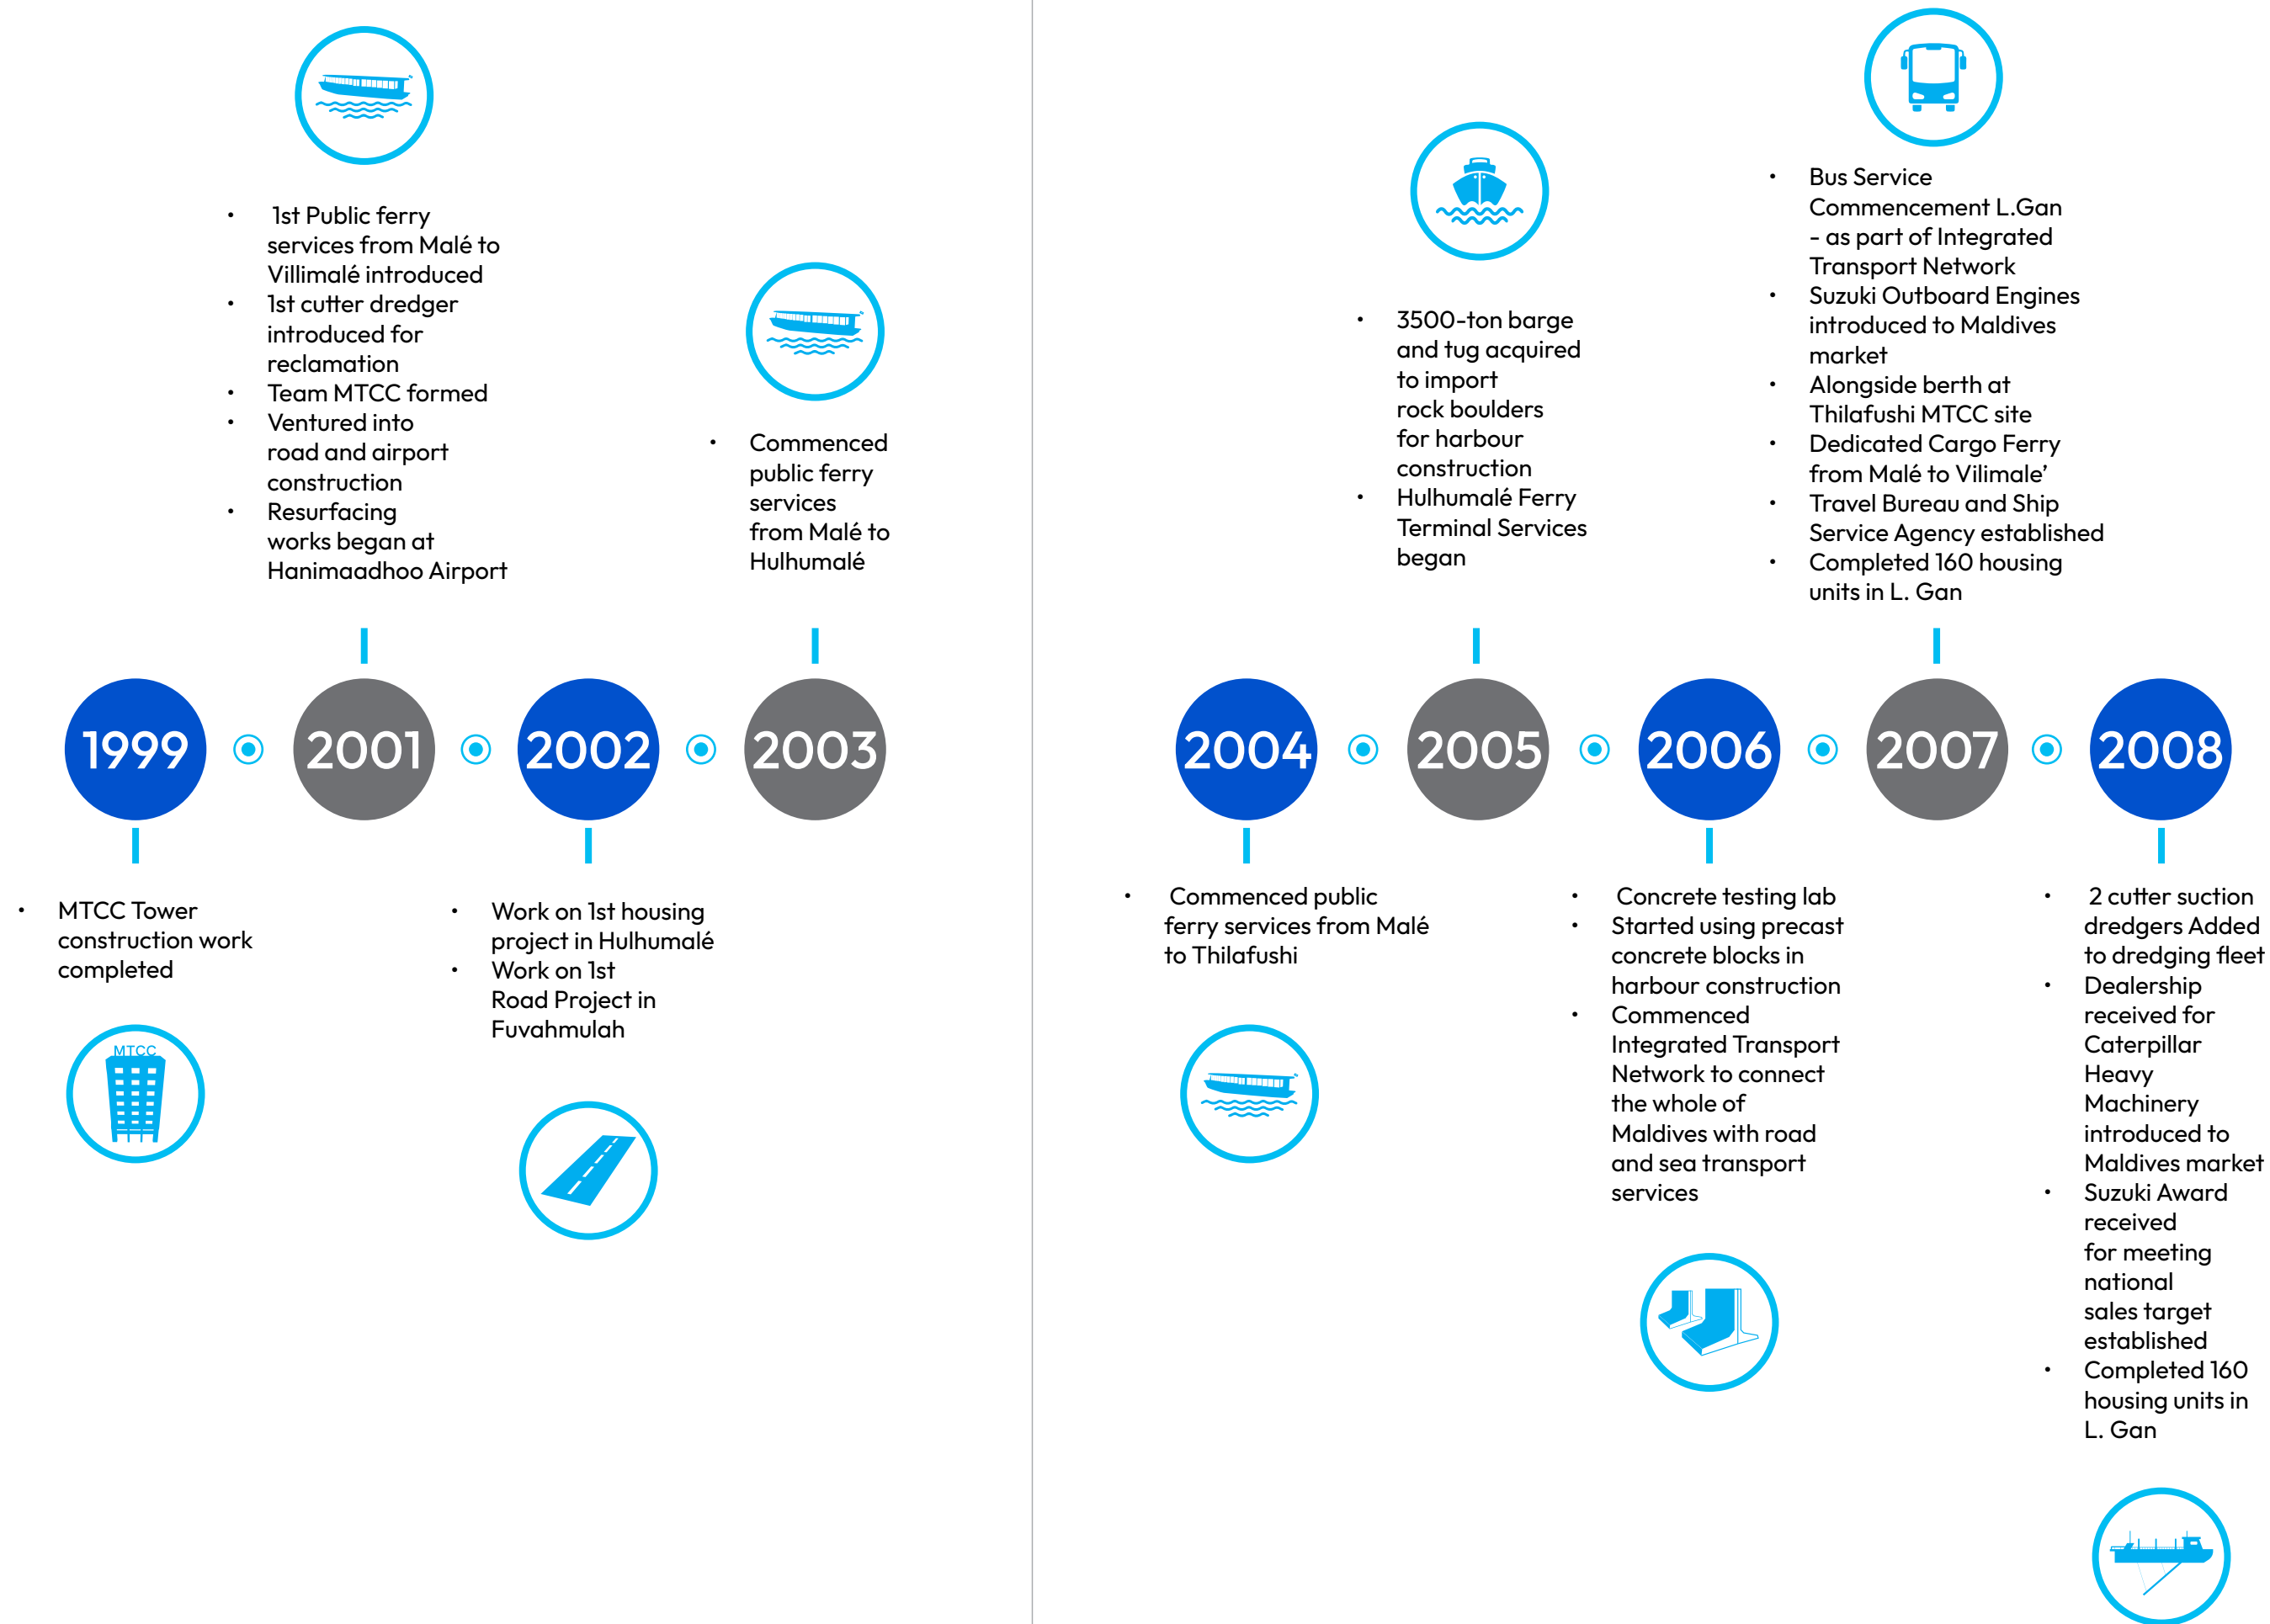 • 1st Public ferry
services from Malé to
Villimalé introduced
• 1st cutter dredger
introduced for
reclamation
• Team MTCC formed
• Ventured into
road and airport
construction
• Resurfacing
works began at
Hanimaadhoo Airport
• Commenced
public ferry
services
from Malé to
Hulhumalé
1999
2001
2002
2003
• MTCC Tower
construction work
completed
MTCC
• Work on 1st housing
project in Hulhumalé
• Work on 1st
Road Project in
Fuvahmulah
• 3500-ton barge
and tug acquired
to import
rock boulders
for harbour
construction
• Hulhumalé Ferry
Terminal Services
began
• Bus Service
Commencement L.Gan
- as part of Integrated
Transport Network
• Suzuki Outboard Engines
introduced to Maldives
market
• Alongside berth at
Thilafushi MTCC site
• Dedicated Cargo Ferry
from Malé to Vilimale’
• Travel Bureau and Ship
Service Agency established
• Completed 160 housing
units in L. Gan
2004
2005
2006
2007
2008
• Commenced public
ferry services from Malé
to Thilafushi
• Concrete testing lab
• Started using precast
concrete blocks in
harbour construction
• Commenced
Integrated Transport
Network to connect
the whole of
Maldives with road
and sea transport
services
• 2 cutter suction
dredgers Added
to dredging fleet
• Dealership
received for
Caterpillar
Heavy
Machinery
introduced to
Maldives market
• Suzuki Award
received
for meeting
national
sales target
established
• Completed 160
housing units in
L. Gan